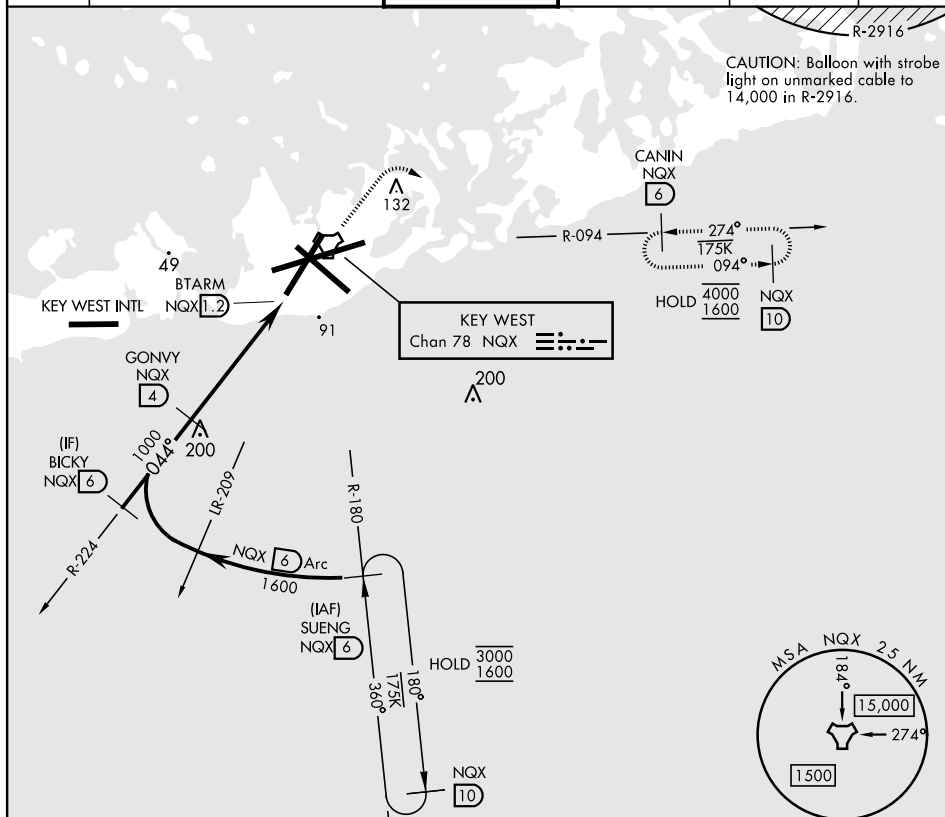 R-2916
CAUTION: Balloon with strobe
light on unmarked cable to
14,000 in R-2916.
CANIN
NQX
6
132
R-094
274°
175K
094°
HOLD 4000
1600
NQX
10
49
BTARM
NQX 1.2
KEY WEST INTL
91
KEY WEST
Chan 78 NQX
GONVY
NQX
4
200
200
1000
044°
(IF)
BICKY
NQX 6
LR-209
R-180
R-224
NQX 6 Arc
1600
(IAF)
SUENG
NQX 6
HOLD 3000
1600
360°
175K
180°
NQX
10
MSA NQX 25 NM
184°
15,000
274°
1500